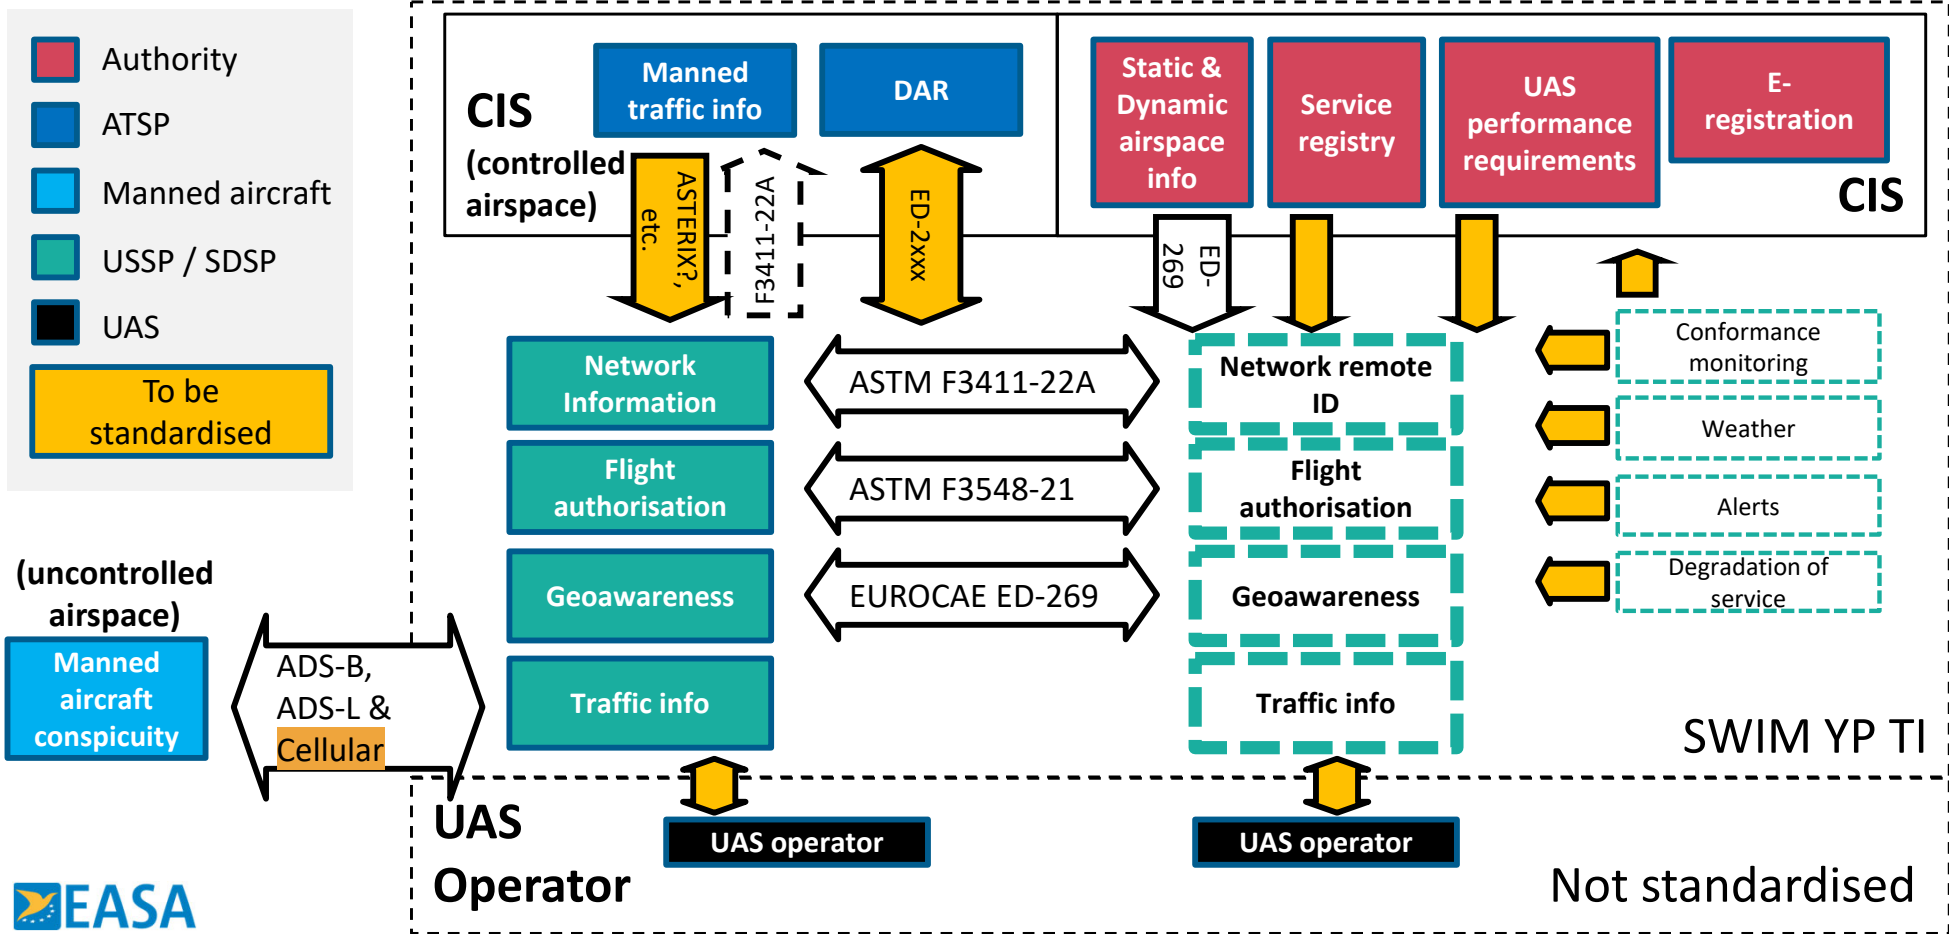 Authority
ATSP
Manned aircraft
USSP / SDSP
UAS
To be
standardised
CIS
(controlled
airspace)
Manned
traffic info
DAR
Static &
Dynamic
airspace
info
Service
registry
UAS
performance
requirements
E-
registration
CIS
ASTERIX?,
etc.
F3411-22A
ED-2xxx
ED-
269
Network
Information
Flight
authorisation
Geoawareness
Traffic info
ASTM F3411-22A
ASTM F3548-21
EUROCAE ED-269
Network remote
ID
Flight
authorisation
Geoawareness
Traffic info
Conformance
monitoring
Weather
Alerts
Degradation of
service
(uncontrolled
airspace)
Manned
aircraft
conspicuity
ADS-B,
ADS-L &
Cellular
SWIM YP TI
UAS
Operator
UAS operator
UAS operator
Not standardised
EASA